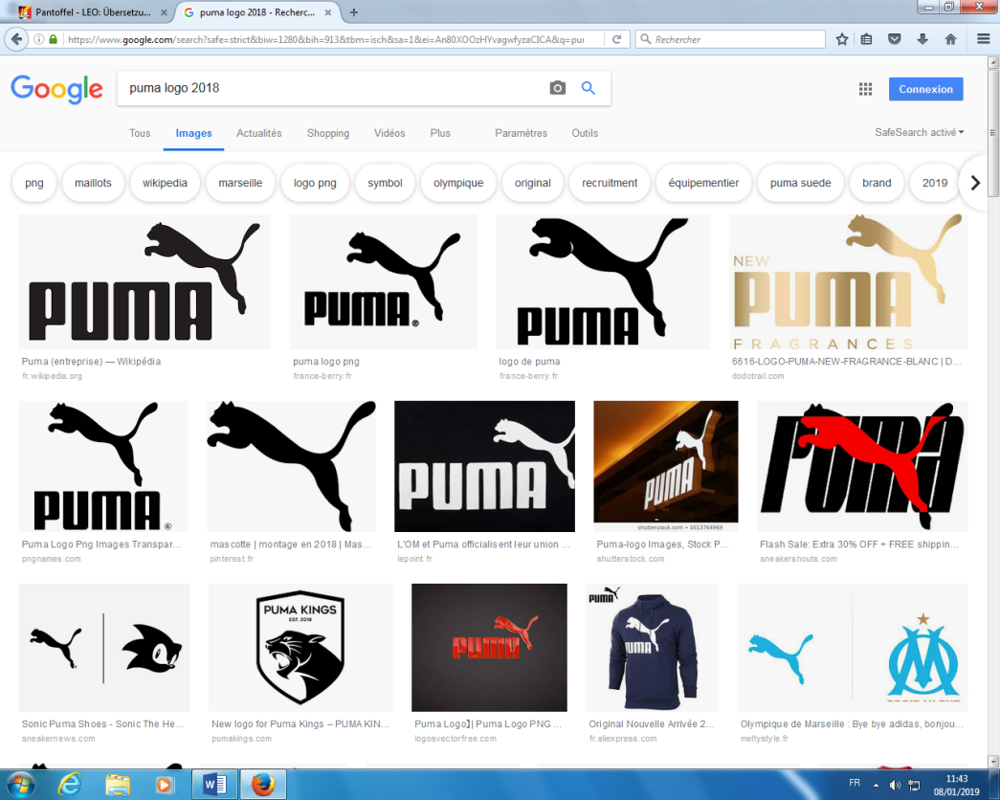 Pantoffel - LEO: Übersetzu...
puma logo 2018 - Recherc...
https://www.google.com/search?safe=strict&biw=1280&bih=913&tbm=isch&sa=1&ei=An80XOOzHYvagwfyzaCICA&q=pur
Rechercher
Google
puma logo 2018
Connexion
Tous Images Actualités Shopping Vidéos Plus Paramètres Outils
SafeSearch activé
png maillots wikipedia marseille logo png symbol olympique original recruitment équipementier puma suede brand 2019
PUMA
PUMA®
PUMA
NEW
PUMA
FRAGRANCES
Puma (entreprise) — Wikipédia
fr.wikipedia.org
puma logo png
france-berry.fr
logo de puma
france-berry.fr
6616-LOGO-PUMA-NEW-FRAGRANCE-BLANC | D...
dodotrail.com
PUMA®
PUMA
PUMA
shutterstock.com • 1013764969
PUMA
Puma Logo Png Images Transpar...
pngnames.com
mascotte | montage en 2018 | Mas...
pinterest.fr
L'OM et Puma officialisent leur union ...
lepoint.fr
Puma-logo Images, Stock P...
shutterstock.com
Flash Sale: Extra 30% OFF + FREE shippin...
sneakershouts.com
PUMA KINGS
EST. 2018
PUMA
PUMA
PUMA
Sonic Puma Shoes - Sonic The He...
sneakernews.com
New logo for Puma Kings – PUMA KIN...
pumakings.com
Puma Logo】| Puma Logo PNG ...
logosvectorfree.com
Original Nouvelle Arrivée 2...
fr.aliexpress.com
Olympique de Marseille : Bye bye adidas, bonjou...
meltystyle.fr
FR
11:43
08/01/2019